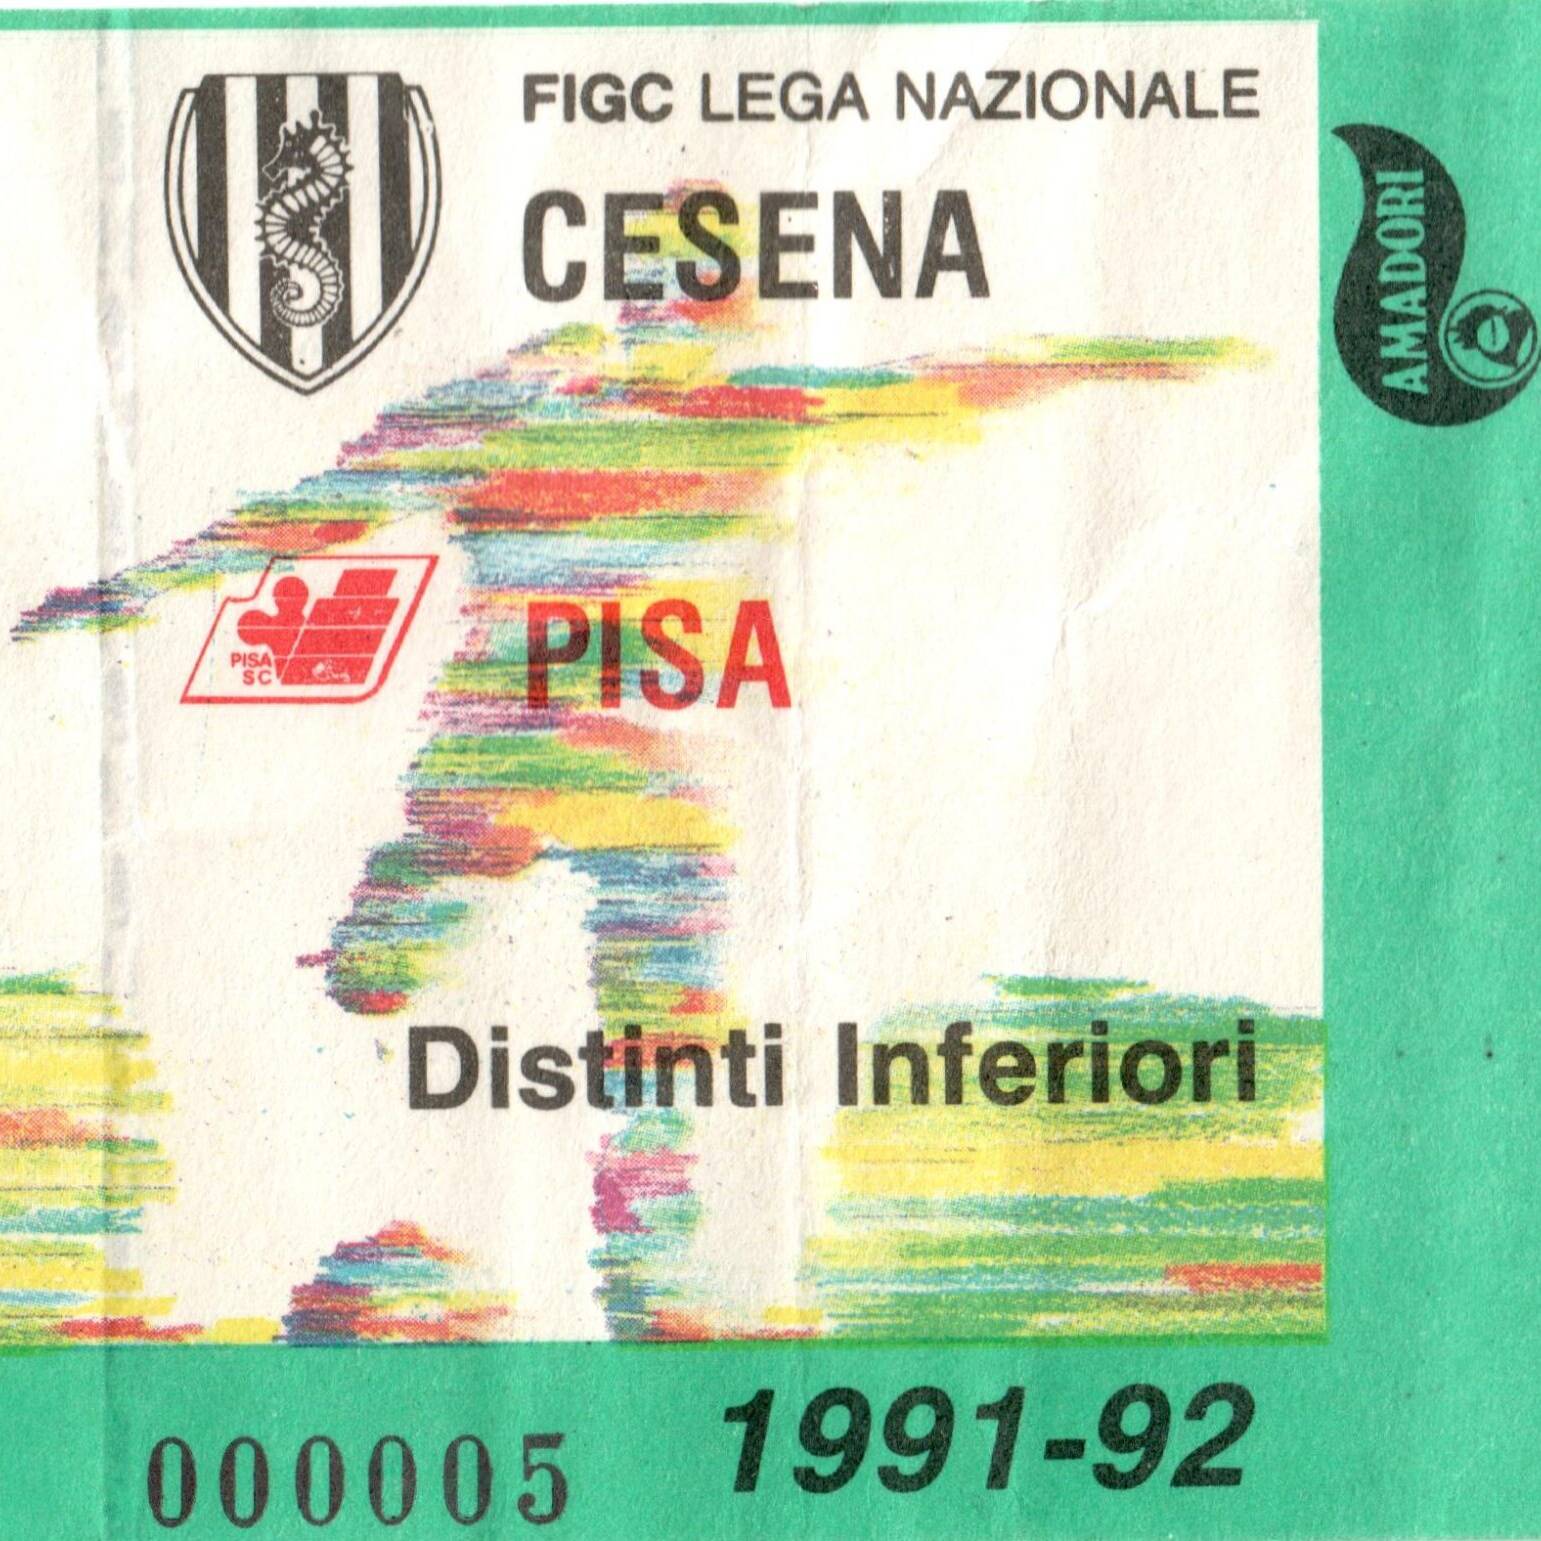 FIGC LEGA NAZIONALE
CESENA
AMADORI
PISA
PISA
SC
Distinti Inferiori
1991-92
000005